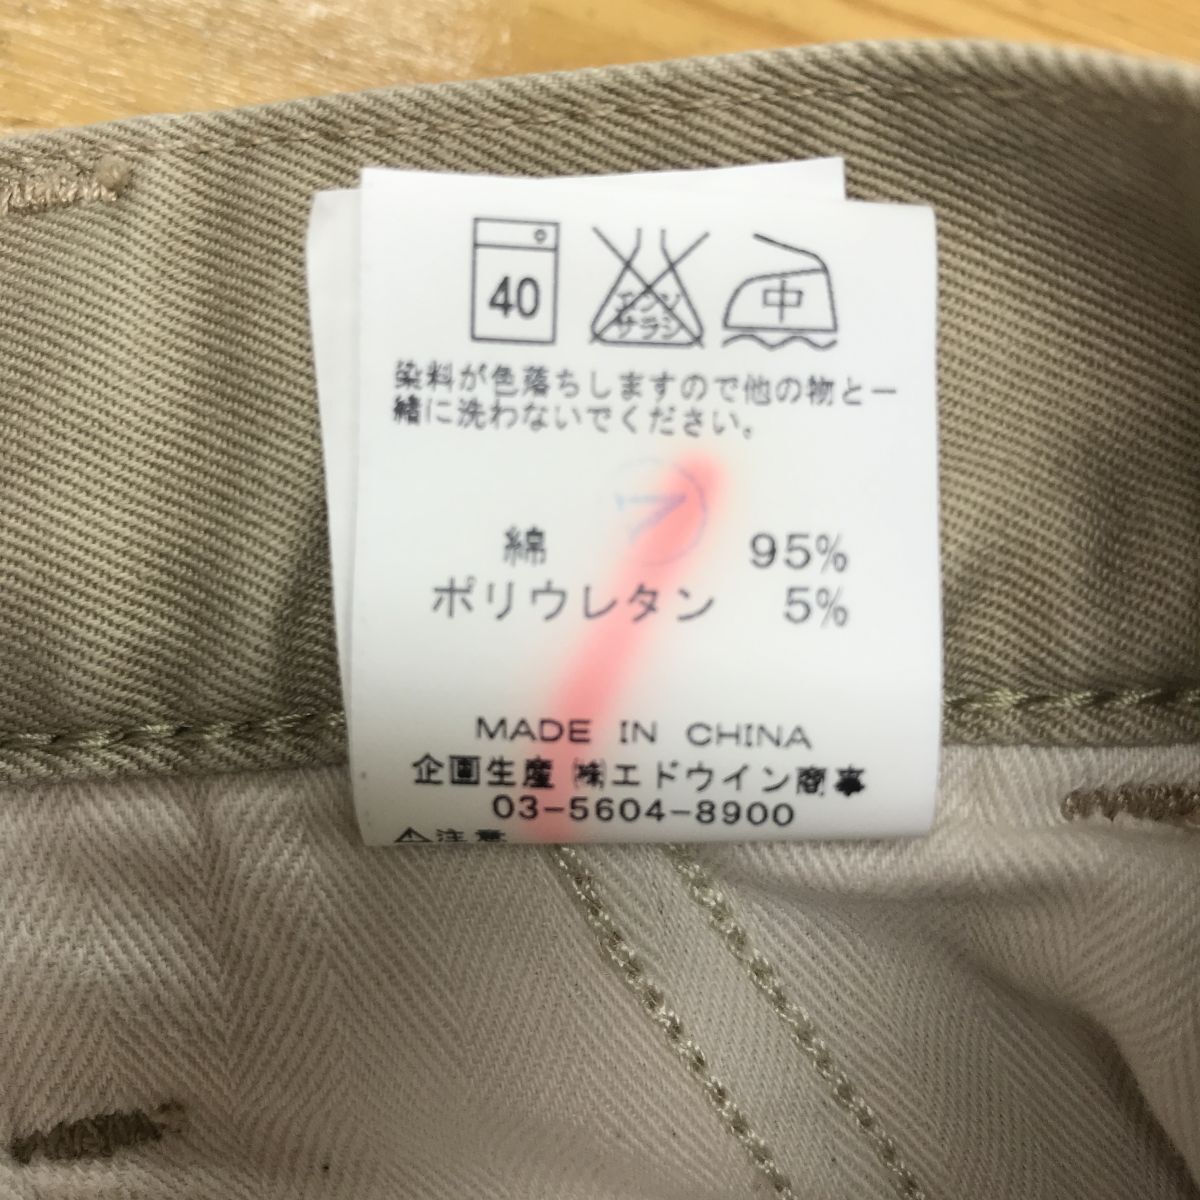 40
エンソ
サラシ
中
染料が色落ちしますので他の物と一
緒に洗わないでください。
綿 95%
ポリウレタン 5%
MADE IN CHINA
企画生産 ㈱エドウイン商事
03-5604-8900
⚠注意